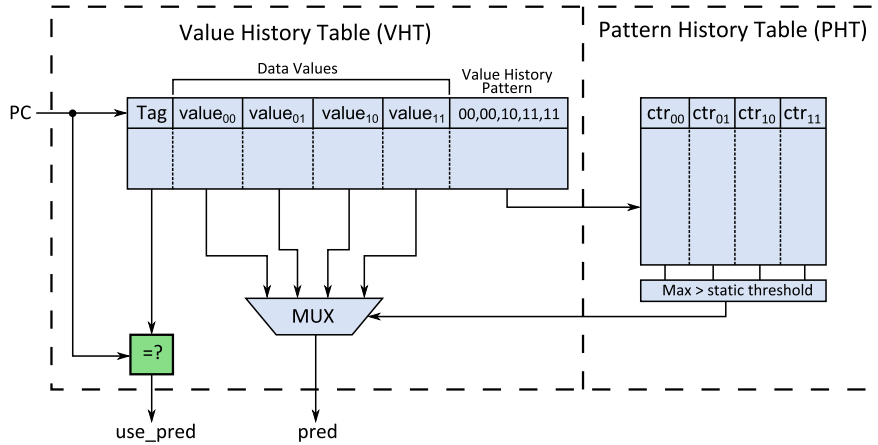 Value History Table (VHT)
Pattern History Table (PHT)
Data Values
Value History
Pattern
PC
Tag value₀₀ value₀₁ value₁₀ value₁₁ 00,00,10,11,11
ctr₀₀ ctr₀₁ ctr₁₀ ctr₁₁
Max > static threshold
MUX
=?
use_pred pred